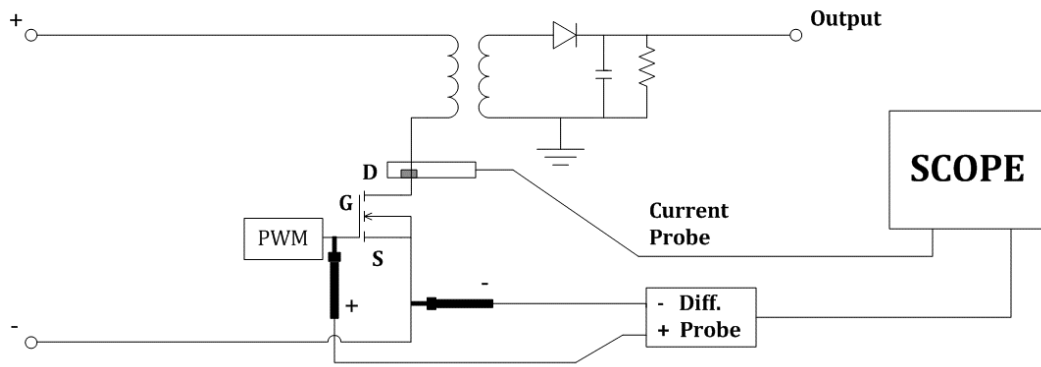 +
Output
SCOPE
D
G
Current
Probe
PWM
S
-
+
- Diff.
+ Probe
-